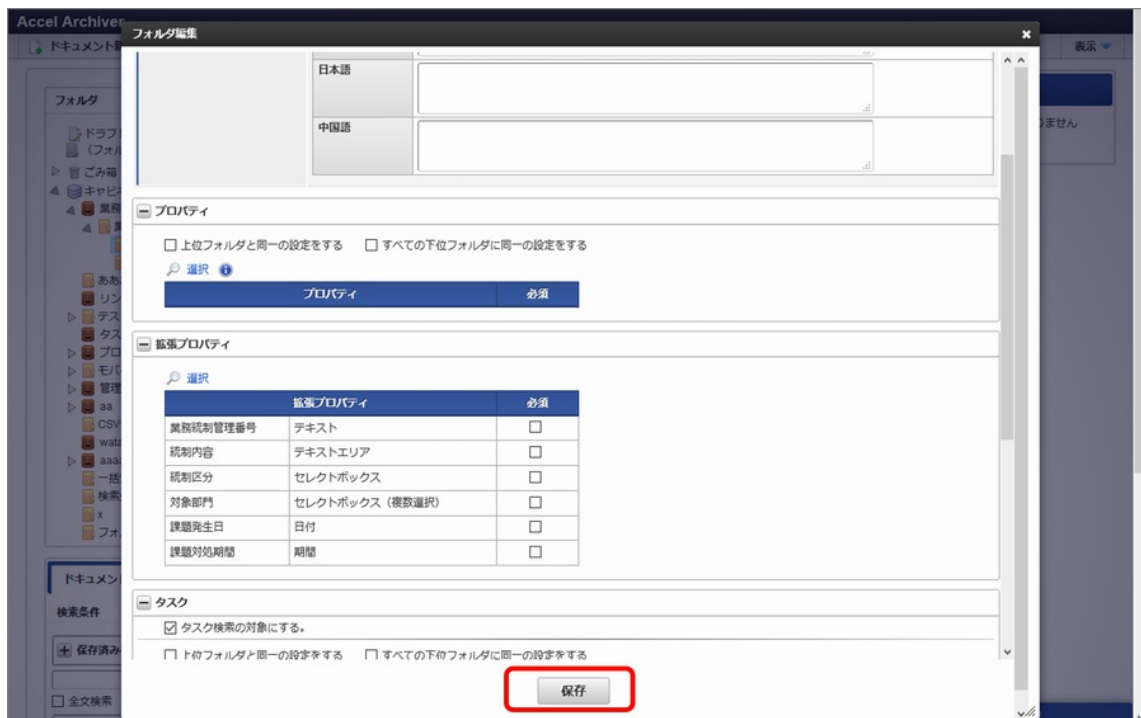 Accel Archiver
フォルダ編集
ドキュメント
表示
日本語
中国語
フォルダ
ドラフ
(フォル
ごみ箱
キャビネ
業務
ああ
リン
テス
タス
プロ
モバ
管理
aa
CSV
wata
aaaa
一括
検索
x
フォ
りません
プロパティ
上位フォルダと同一の設定をする すべての下位フォルダに同一の設定をする
選択
プロパティ 必須
拡張プロパティ
選択
拡張プロパティ 必須
業務統制管理番号 テキスト
統制内容 テキストエリア
統制区分 セレクトボックス
対象部門 セレクトボックス（複数選択）
課題発生日 日付
課題対処期間 期間
タスク
タスク検索の対象にする。
上位フォルダと同一の設定をする すべての下位フォルダに同一の設定をする
保存
ドキュメン
検索条件
保存済み
全文検索